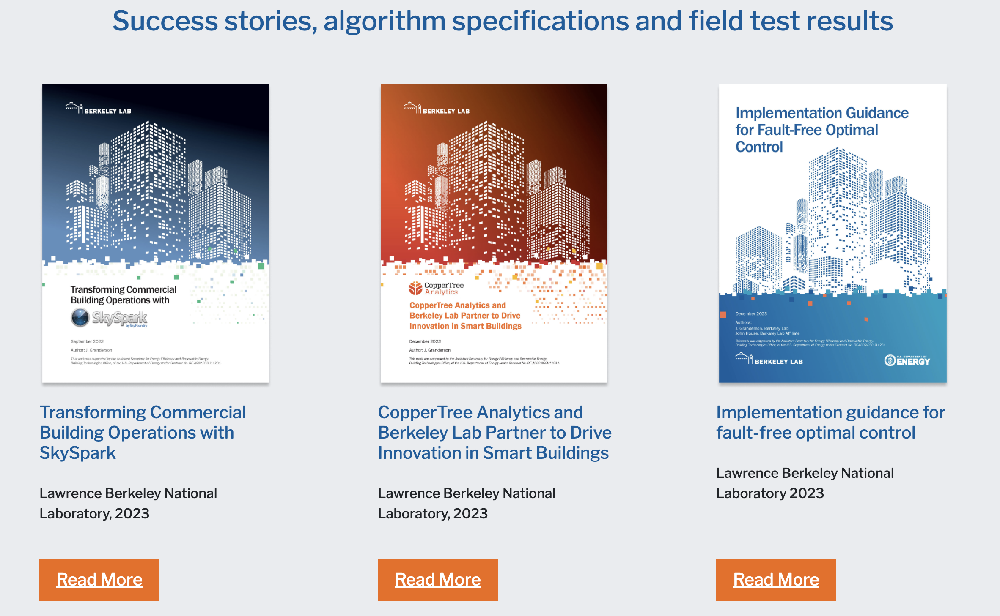 Success stories, algorithm specifications and field test results
BERKELEY LAB
Transforming Commercial
Building Operations with
SkySpark
by SkyFoundry
September 2023
Author: J. Granderson
This work was supported by the Assistant Secretary for Energy Efficiency and Renewable Energy,
Building Technologies Office, of the U.S. Department of Energy under Contract No. DE-AC02-05CH11231.
Transforming Commercial
Building Operations with
SkySpark
Lawrence Berkeley National
Laboratory, 2023
Read More
BERKELEY LAB
CopperTree
Analytics
CopperTree Analytics and
Berkeley Lab Partner to Drive
Innovation in Smart Buildings
December 2023
Author: J. Granderson
This work was supported by the Assistant Secretary for Energy Efficiency and Renewable Energy,
Building Technologies Office, of the U.S. Department of Energy under Contract No. DE-AC02-05CH11231.
CopperTree Analytics and
Berkeley Lab Partner to Drive
Innovation in Smart Buildings
Lawrence Berkeley National
Laboratory, 2023
Read More
Implementation Guidance
for Fault-Free Optimal
Control
December 2023
Authors:
J. Granderson, Berkeley Lab
John House, Berkeley Lab Affiliate
This work was supported by the Assistant Secretary for Energy Efficiency and Renewable Energy,
Building Technologies Office, of the U.S. Department of Energy under Contract No. DE-AC02-05CH11231.
BERKELEY LAB
U.S. DEPARTMENT OF
ENERGY
Implementation guidance for
fault-free optimal control
Lawrence Berkeley National
Laboratory 2023
Read More